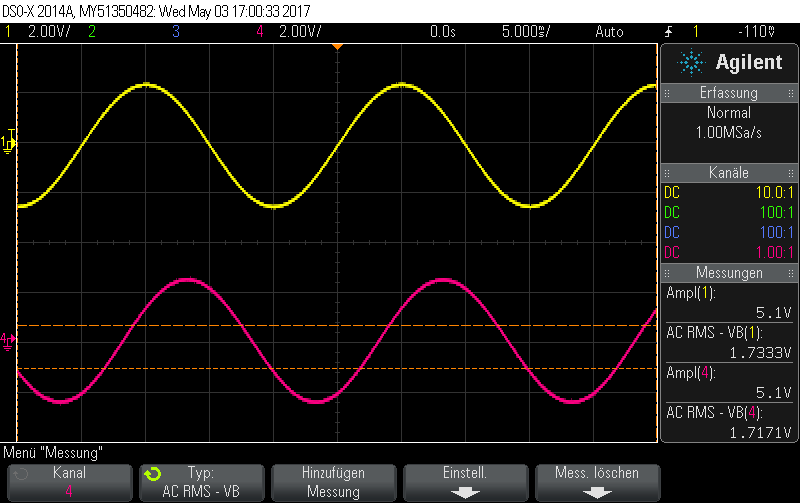 DSO-X 2014A, MY51350482: Wed May 03 17:00:33 2017
1 2.00V/ 2 3 4 2.00V/ 0.0s 5.000ms/ Auto 1 -110mV
Agilent
Erfassung
Normal
1.00MSa/s
Kanäle
DC 10.0:1
DC 100:1
DC 100:1
DC 1.00:1
Messungen
Ampl(1):
5.1V
AC RMS - VB(1):
1.7333V
Ampl(4):
5.1V
AC RMS - VB(4):
1.7171V
1
T
4
Menü "Messung"
Kanal
4
Typ:
AC RMS - VB
Hinzufügen
Messung
Einstell.
Mess. löschen